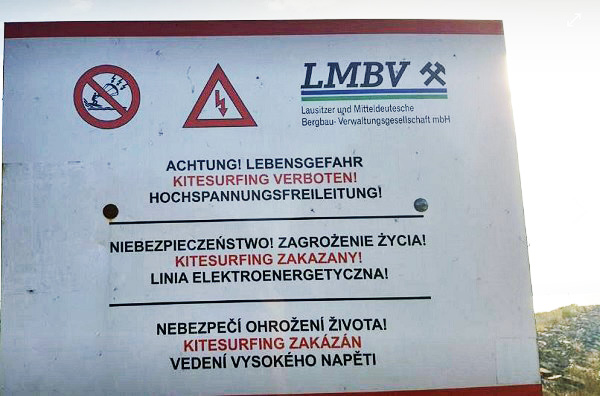 LMBV
Lausitzer und Mitteldeutsche
Bergbau-Verwaltungsgesellschaft mbH
ACHTUNG! LEBENSGEFAHR
KITESURFING VERBOTEN!
HOCHSPANNUNGSFREILEITUNG!
NIEBEZPIECZEŃSTWO! ZAGROŻENIE ŻYCIA!
KITESURFING ZAKAZANY!
LINIA ELEKTROENERGETYCZNA!
NEBEZPEČÍ OHROŽENÍ ŽIVOTA!
KITESURFING ZAKÁZÁN
VEDENÍ VYSOKÉHO NAPĚTI